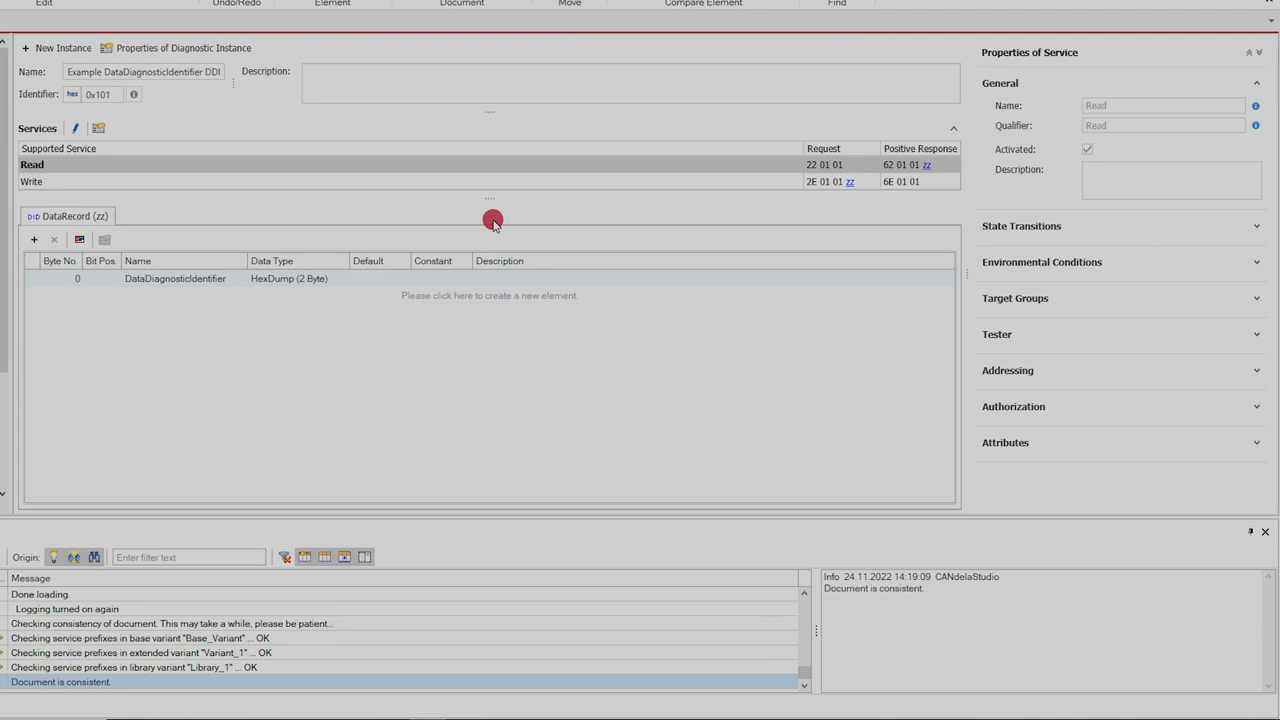 Edit Undo/Redo Element Document Move Compare Element Find
+ New Instance Properties of Diagnostic Instance
Name: Example DataDiagnosticIdentifier DDI Description:
Identifier: hex 0x101
Services
Supported Service Request Positive Response
Read 22 01 01 62 01 01 zz
Write 2E 01 01 zz 6E 01 01
DID DataRecord (zz)
Byte No. Bit Pos. Name Data Type Default Constant Description
0 DataDiagnosticIdentifier HexDump (2 Byte)
Please click here to create a new element.
Properties of Service
General
Name: Read
Qualifier: Read
Activated:
Description:
State Transitions
Environmental Conditions
Target Groups
Tester
Addressing
Authorization
Attributes
Origin: Enter filter text
Message
Done loading.
Logging turned on again
Checking consistency of document. This may take a while, please be patient...
Checking service prefixes in base variant "Base_Variant" ... OK
Checking service prefixes in extended variant "Variant_1" ... OK
Checking service prefixes in library variant "Library_1" ... OK
Document is consistent.
Info 24.11.2022 14:19:09 CANdelaStudio
Document is consistent.